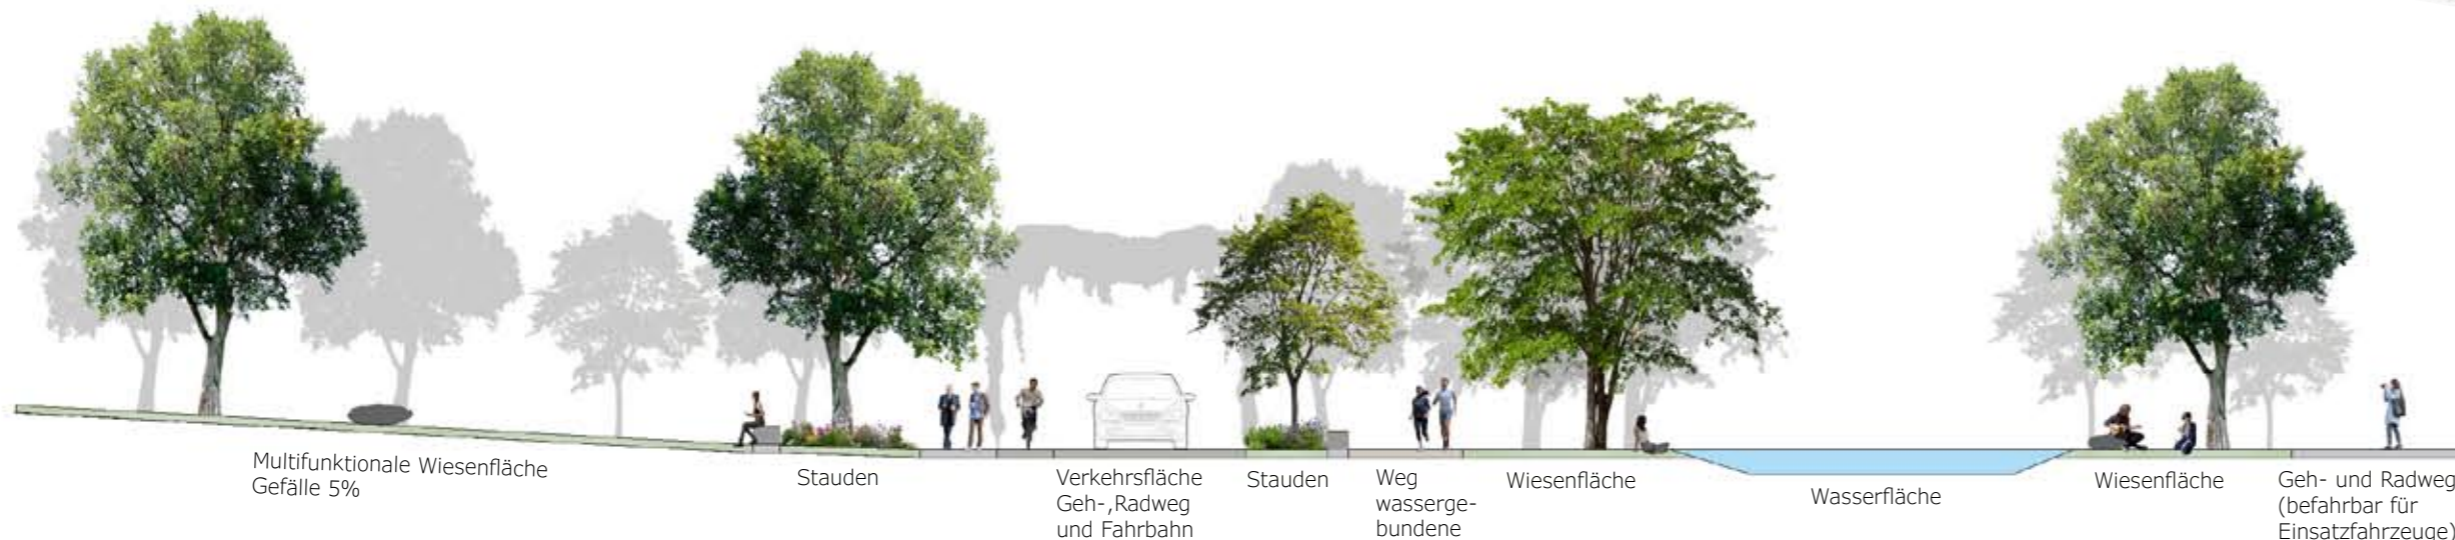 Multifunktionale Wiesenfläche
Gefälle 5%
Stauden
Verkehrsfläche
Geh-,Radweg
und Fahrbahn
Stauden
Weg
wasserge-
bundene
Wiesenfläche
Wasserfläche
Wiesenfläche
Geh- und Radweg
(befahrbar für
Einsatzfahrzeuge)